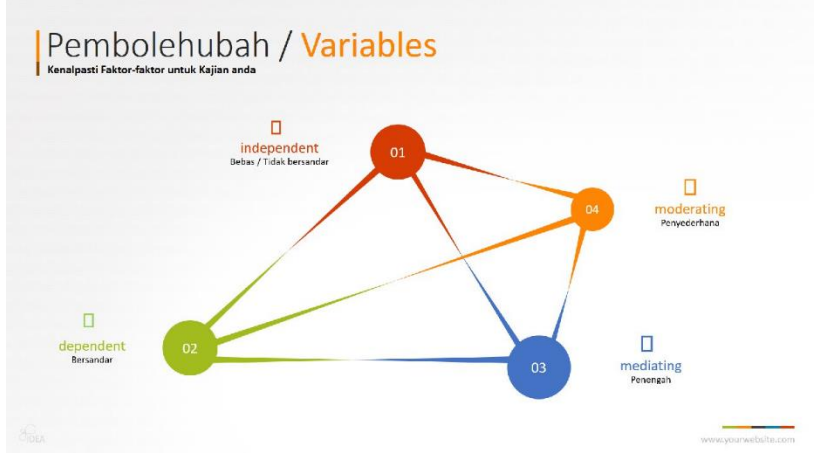 Pembolehubah / Variables
Kenalpasti Faktor-faktor untuk Kajian anda
independent
Bebas / Tidak bersandar
01
04
moderating
Penyederhana
dependent
Bersandar
02
03
mediating
Penengah
www.yourwebsite.com